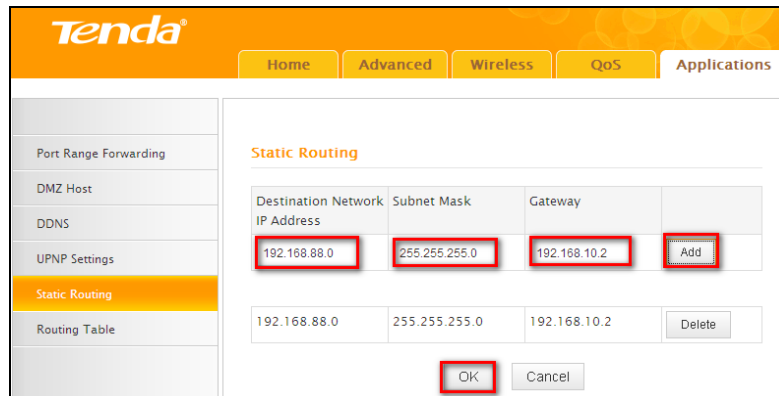 Tenda®
Home Advanced Wireless QoS Applications
Port Range Forwarding
DMZ Host
DDNS
UPNP Settings
Static Routing
Routing Table
Static Routing
Destination Network IP Address Subnet Mask Gateway
192.168.88.0 255.255.255.0 192.168.10.2 Add
192.168.88.0 255.255.255.0 192.168.10.2 Delete
OK Cancel